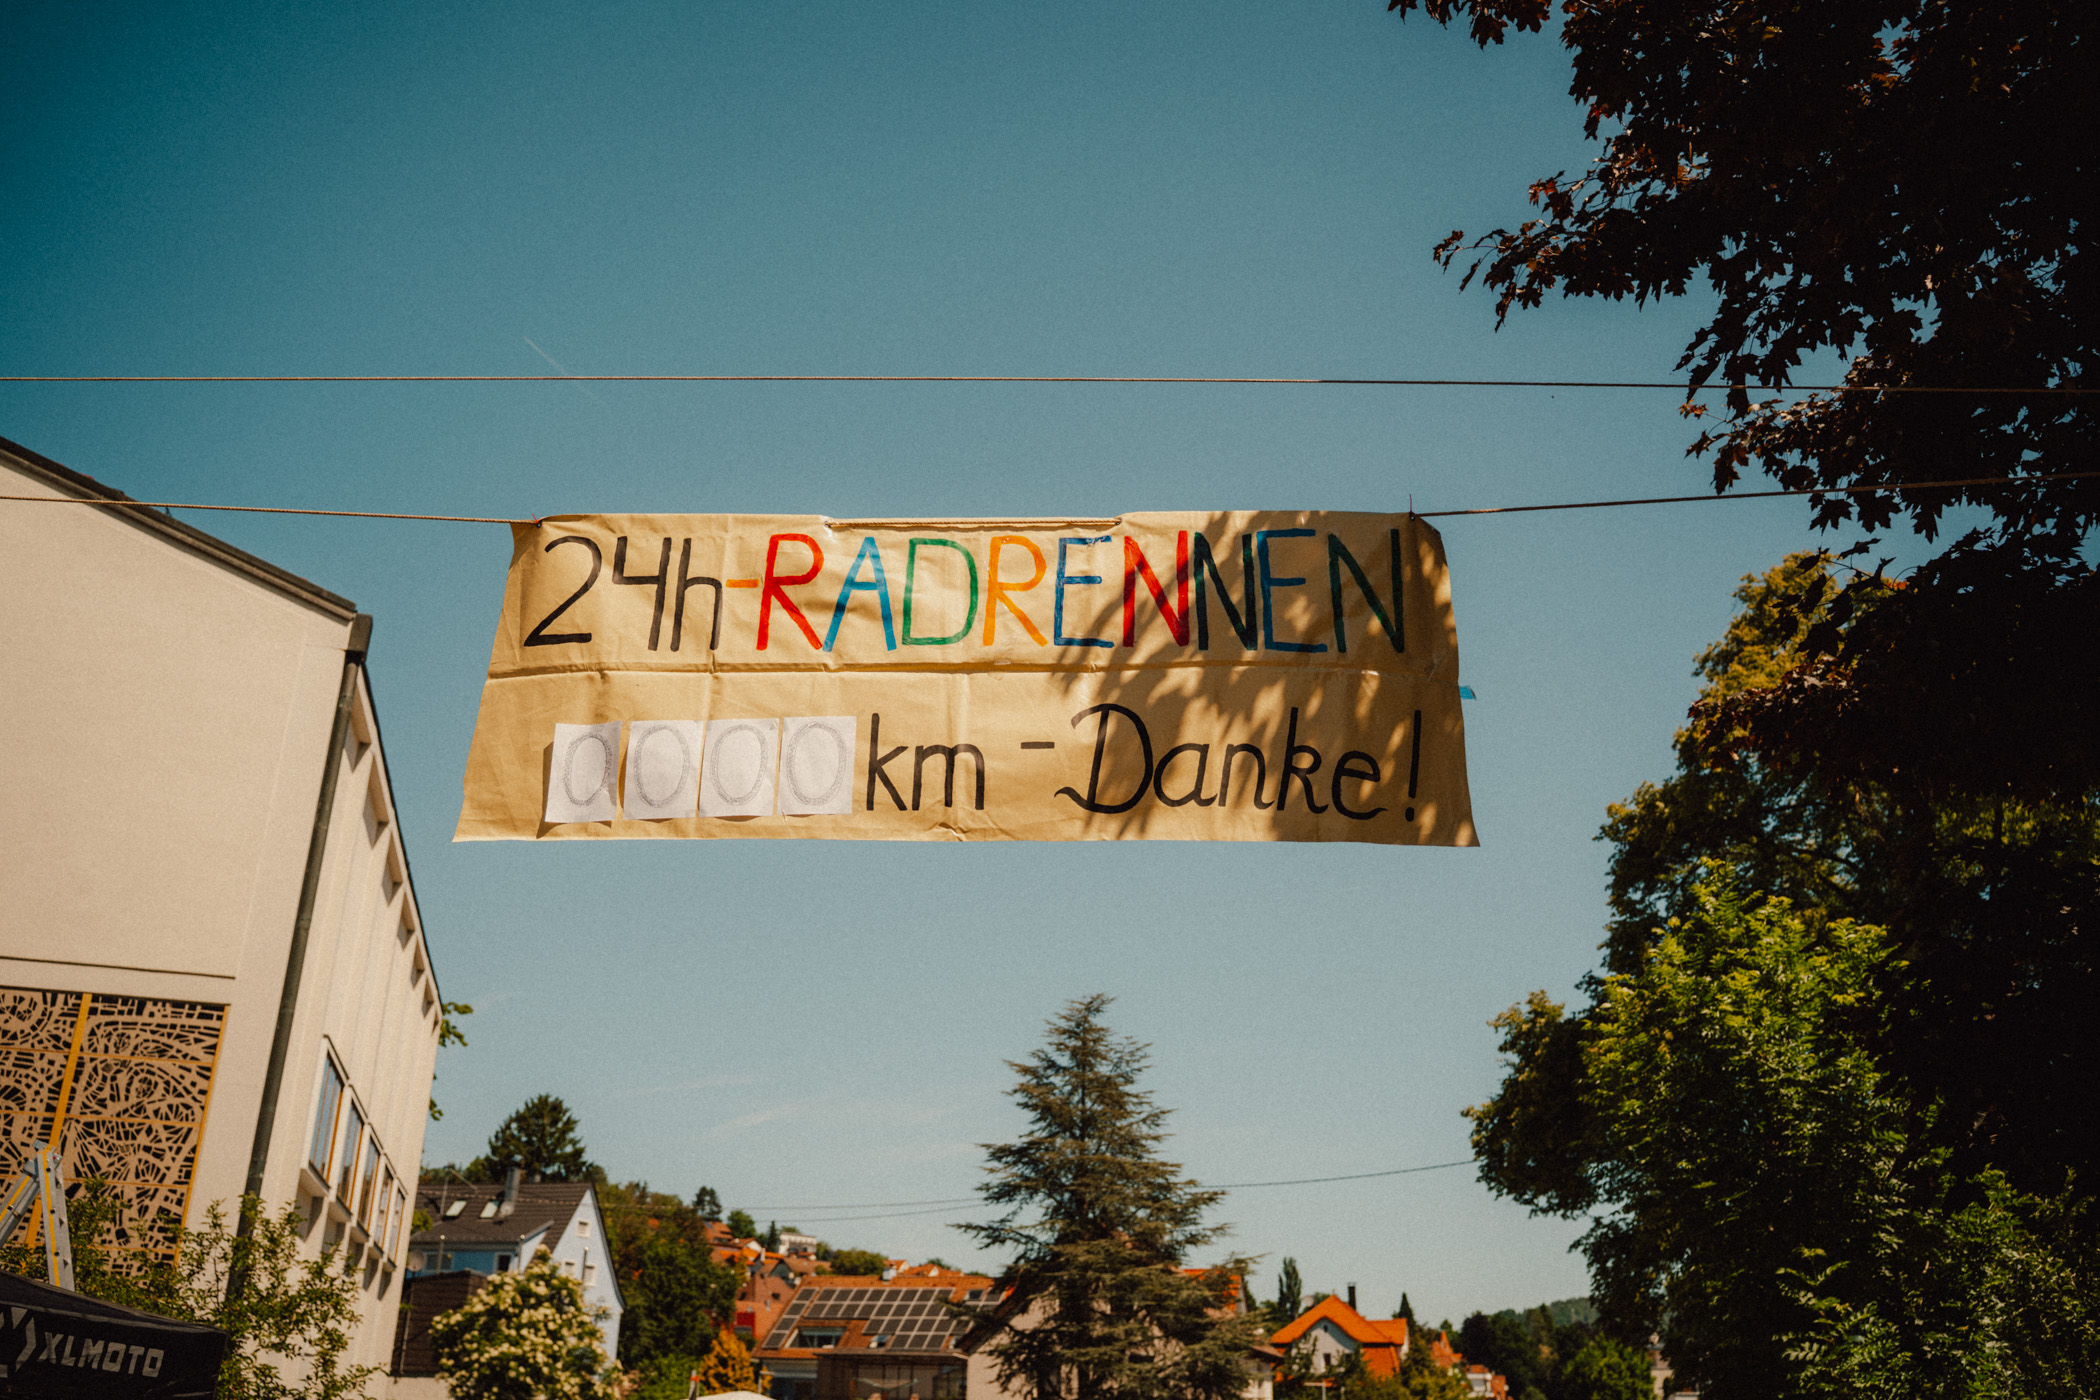 24h-RADRENNEN
0000km - Danke!
XLMOTO